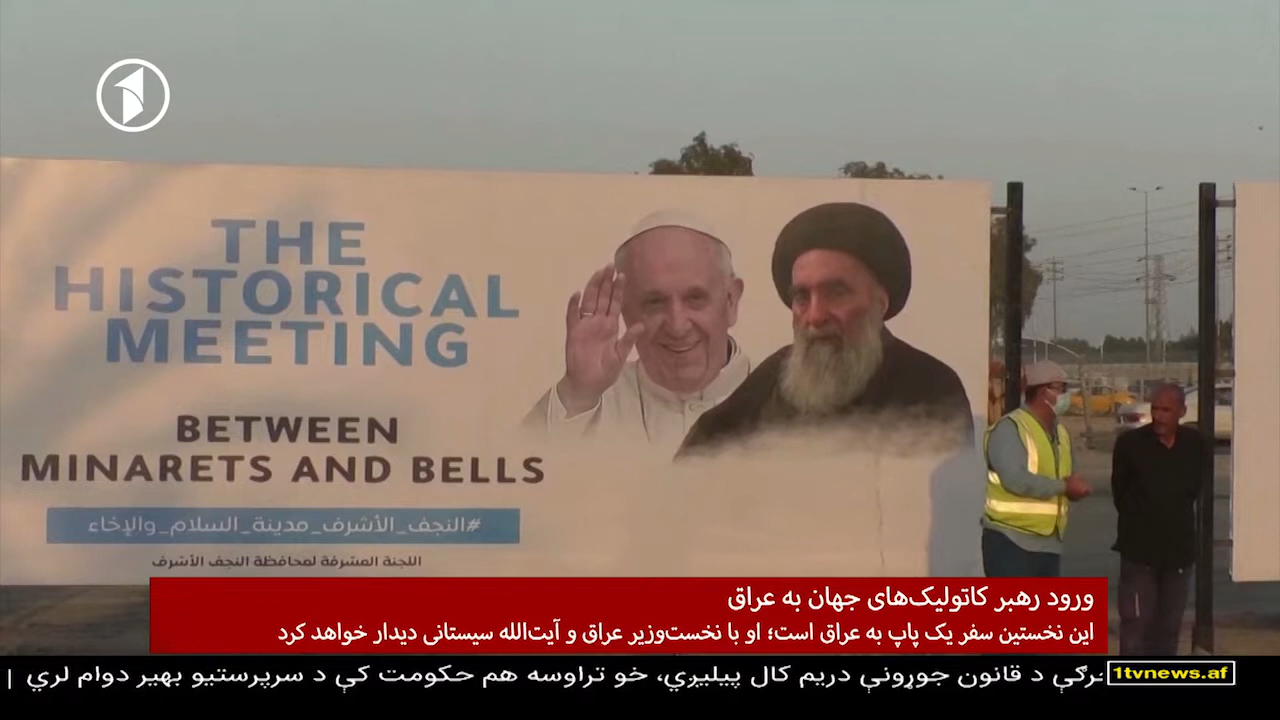 THE
HISTORICAL
MEETING
BETWEEN
MINARETS AND BELLS
#النجف_الأشرف_مدينة_السلام_والإخاء
اللجنة المشرفة لمحافظة النجف الأشرف
ورود رهبر کاتولیک‌های جهان به عراق
این نخستین سفر یک پاپ به عراق است؛ او با نخست‌وزیر عراق و آیت‌الله سیستانی دیدار خواهد کرد
د قانون جوړونې دریم کال پیلیږي، خو تراوسه هم حکومت کې د سرپرستیو بهیر دوام لري |
1tvnews.af